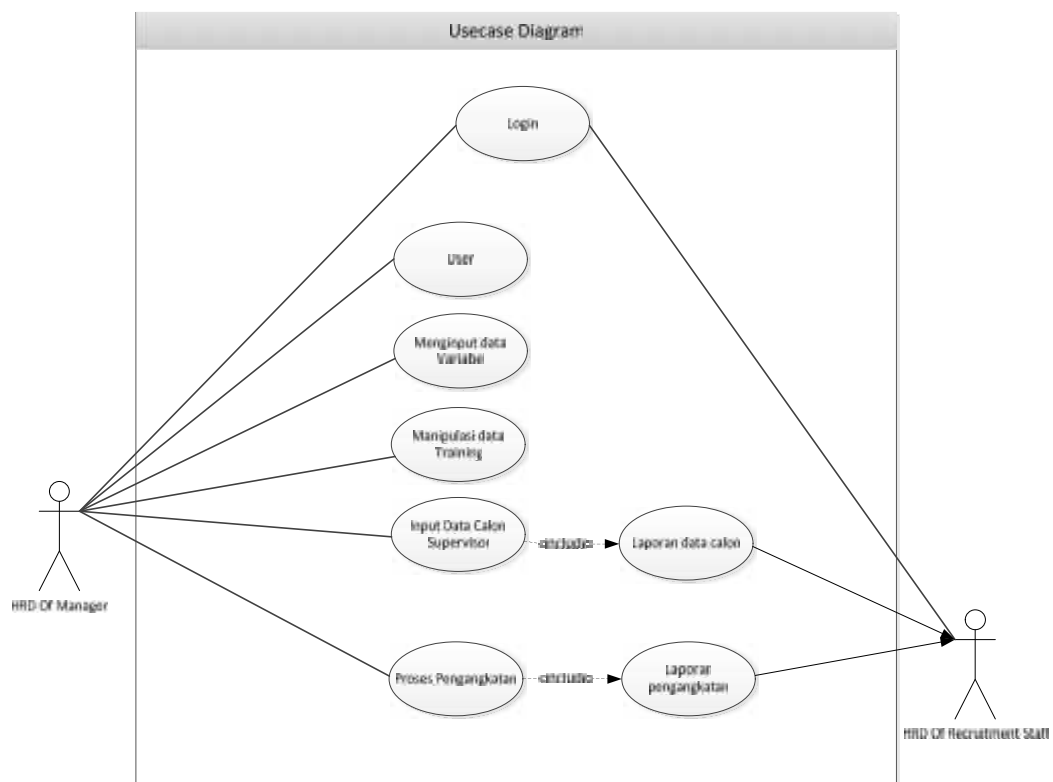 Usecase Diagram
Login
User
Menginput data
Variabel
Manipulasi data
Training
Input Data Calon
Supervisor
<include>
Laporan data calon
HRD Of Manager
Proses Pengangkatan
<include>
Laporan
pengangkatan
HRD Of Recruitment Staff